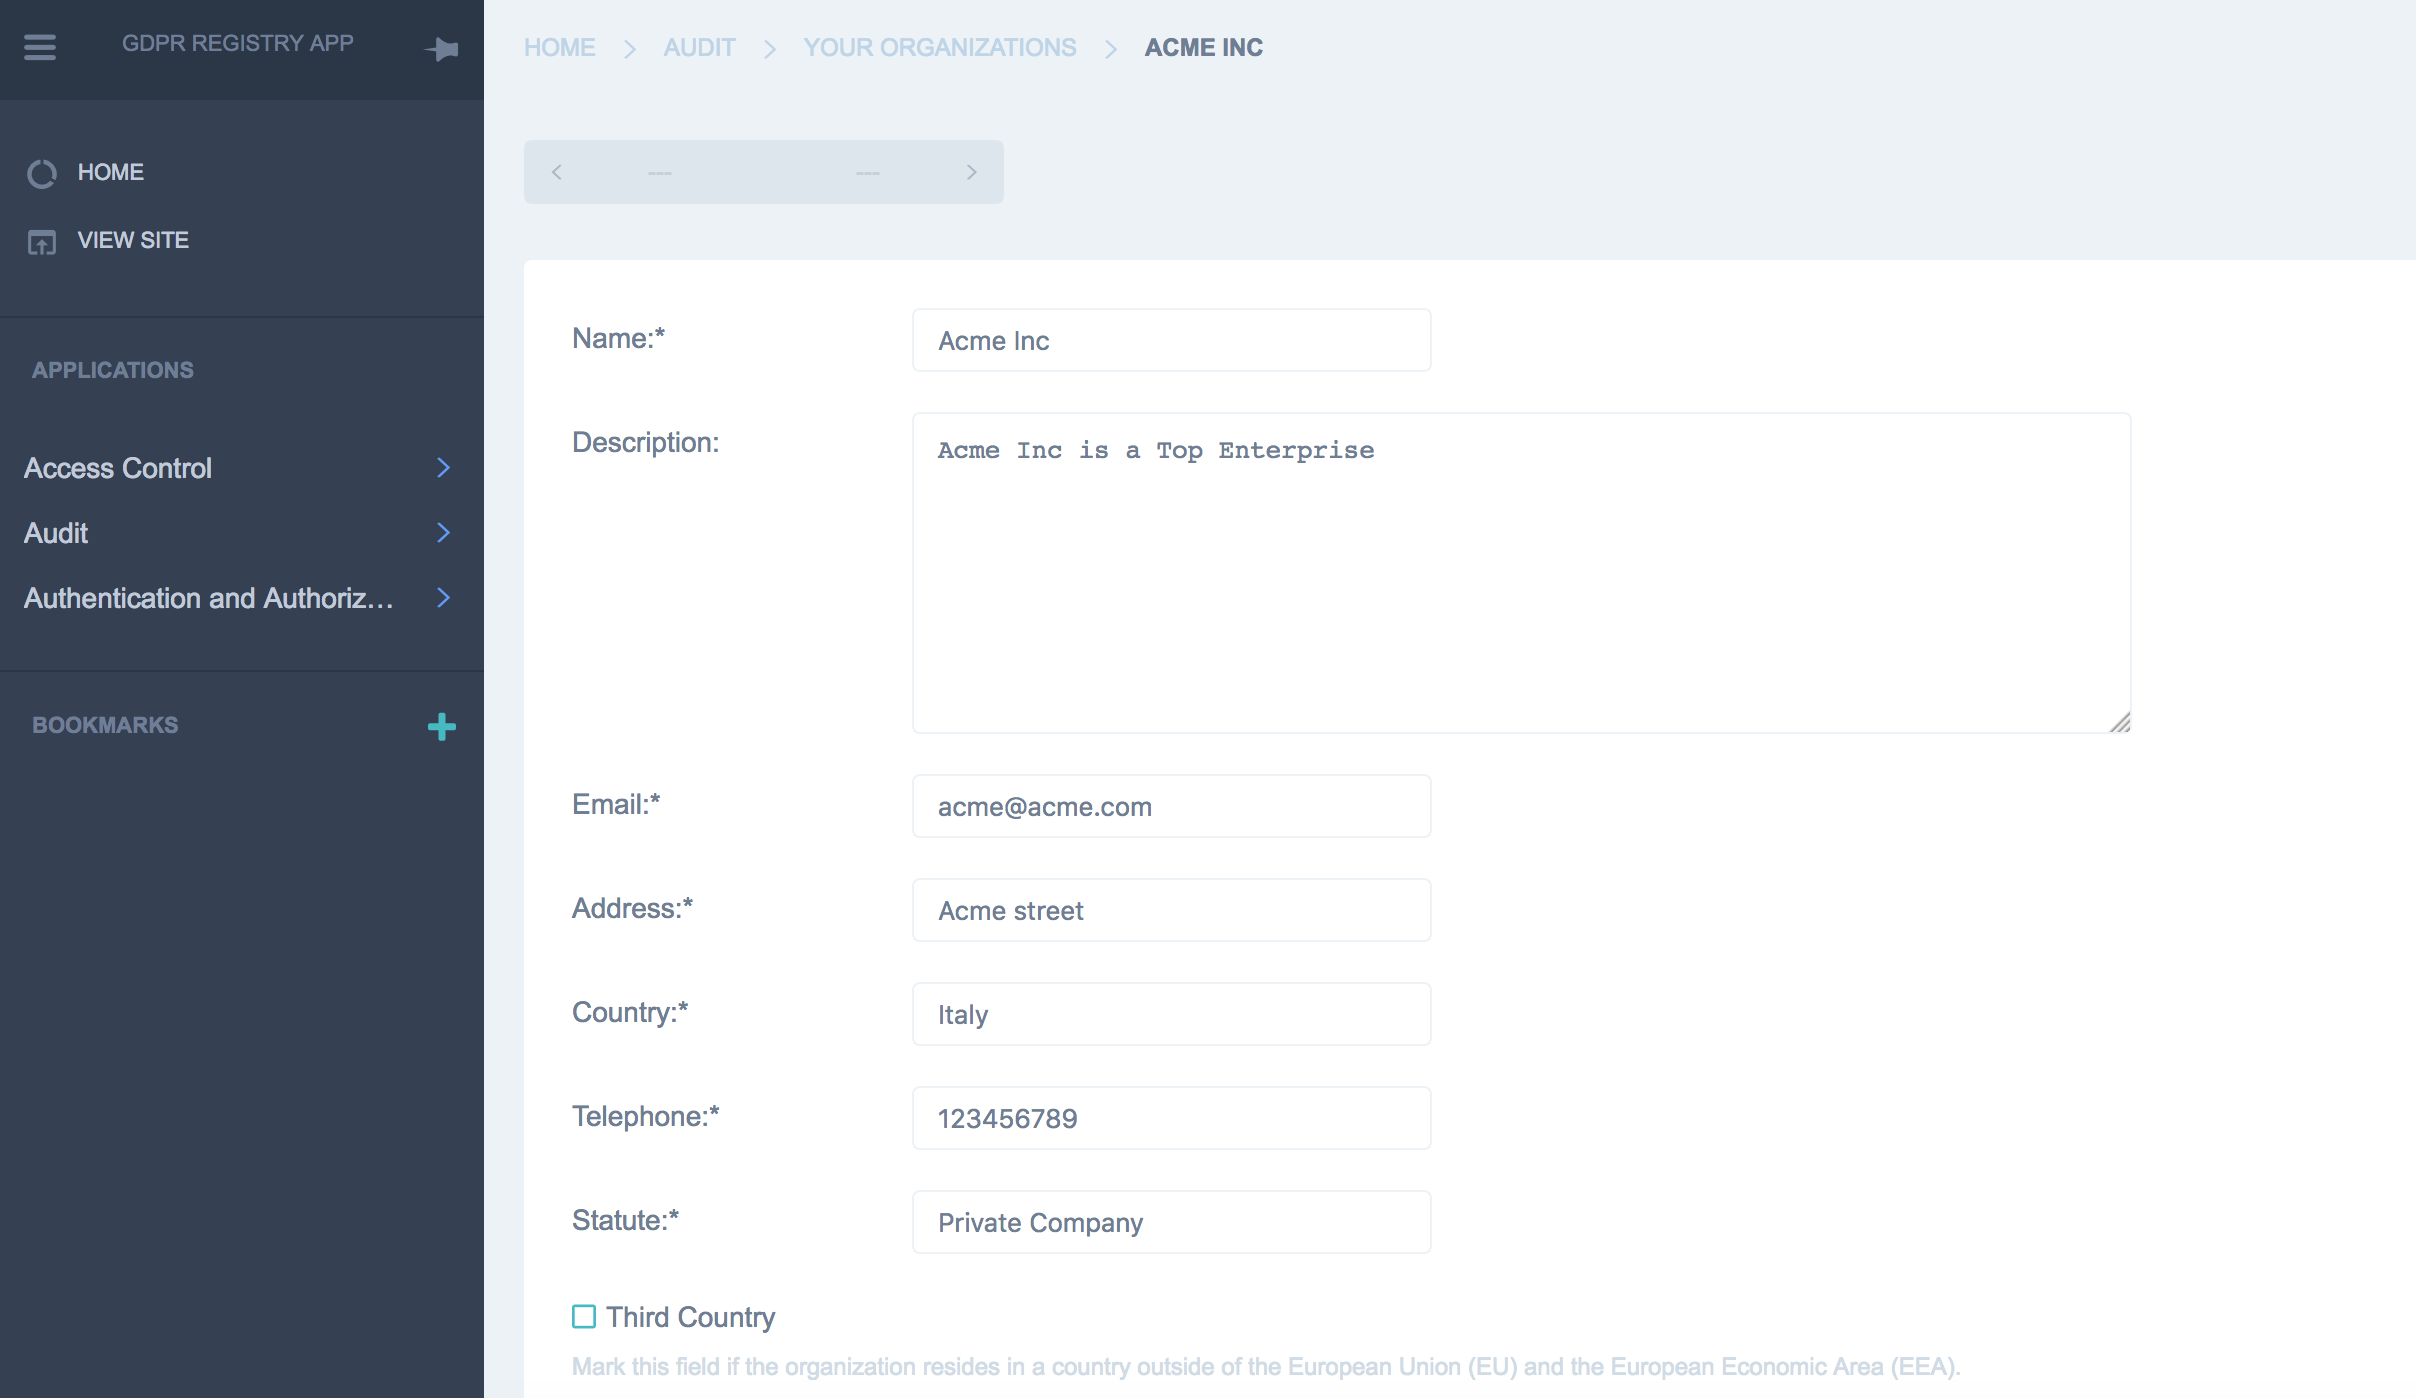 GDPR REGISTRY APP
HOME
VIEW SITE
APPLICATIONS
Access Control
Audit
Authentication and Authoriz...
BOOKMARKS
HOME > AUDIT > YOUR ORGANIZATIONS > ACME INC
< --- --- >
Name:* Acme Inc
Description: Acme Inc is a Top Enterprise
Email:* acme@acme.com
Address:* Acme street
Country:* Italy
Telephone:* 123456789
Statute:* Private Company
Third Country
Mark this field if the organization resides in a country outside of the European Union (EU) and the European Economic Area (EEA).